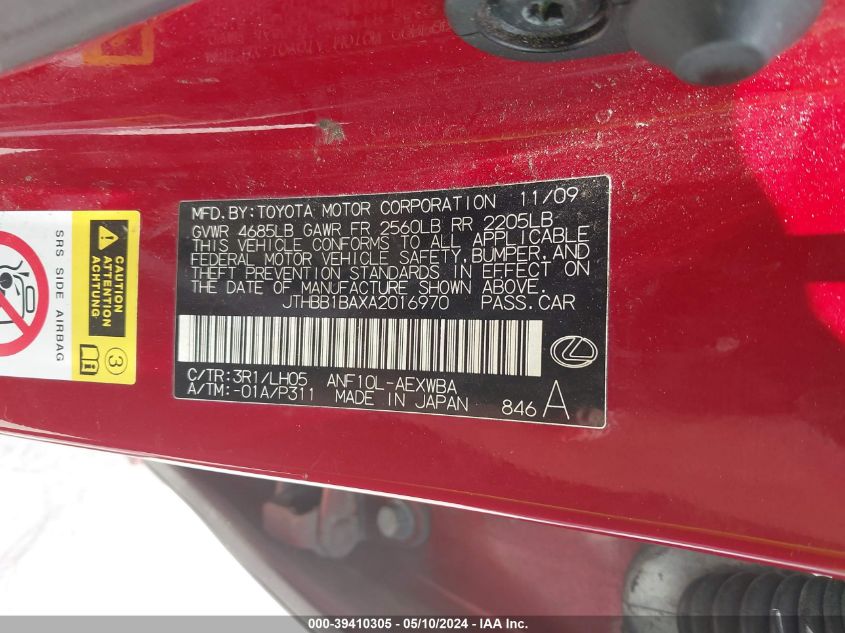 MFD. BY: TOYOTA MOTOR CORPORATION 11/09
GVWR 4685LB GAWR FR 2560LB RR 2205LB
THIS VEHICLE CONFORMS TO ALL APPLICABLE
FEDERAL MOTOR VEHICLE SAFETY, BUMPER, AND
THEFT PREVENTION STANDARDS IN EFFECT ON
THE DATE OF MANUFACTURE SHOWN ABOVE.
JTHBB1BAXA2016970 PASS. CAR
C/TR: 3R1/LH05 ANF10L-AEXWBA
A/TM: -01A/P311 MADE IN JAPAN 846 A
SRS SIDE AIRBAG
CAUTION
ATTENTION
3
000-39410305 - 05/10/2024 - IAA Inc.